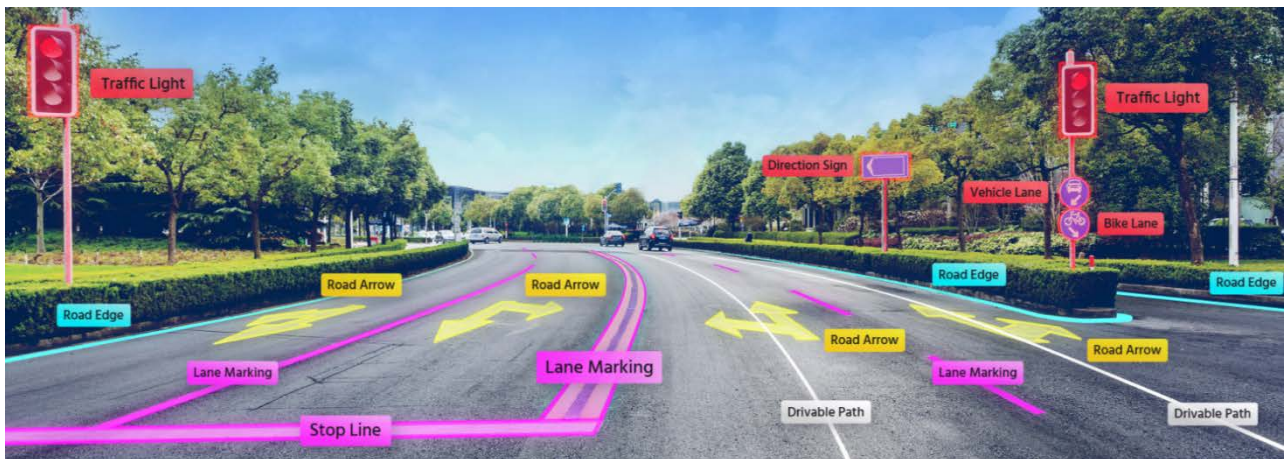 Traffic Light
Traffic Light
Direction Sign
Vehicle Lane
Bike Lane
Road Arrow
Road Arrow
Road Edge
Road Edge
Road Edge
Road Arrow
Road Arrow
Lane Marking
Lane Marking
Lane Marking
Drivable Path
Drivable Path
Stop Line